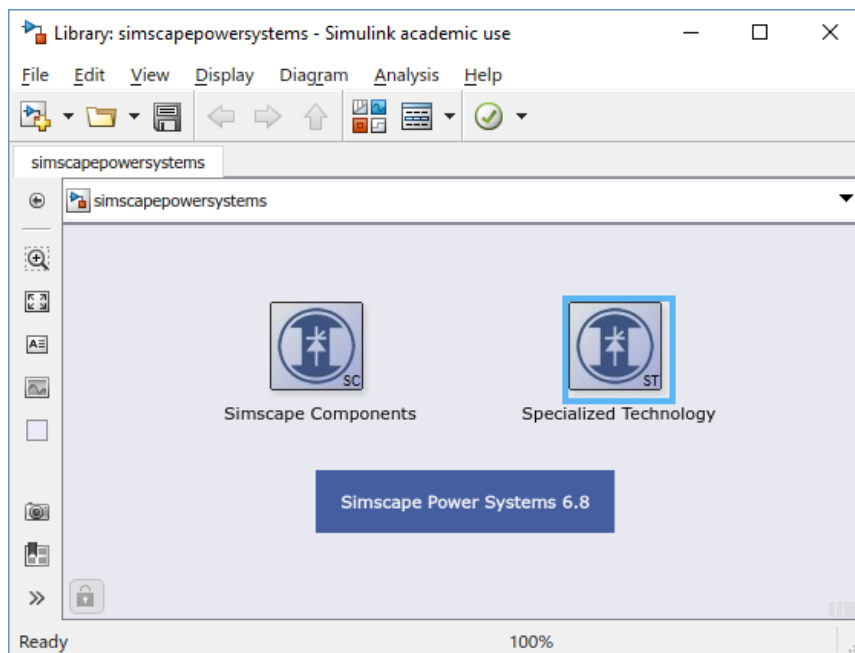 Library: simscapepowersystems - Simulink academic use
File Edit View Display Diagram Analysis Help
simscapepowersystems
simscapepowersystems
SC ST
Simscape Components Specialized Technology
Simscape Power Systems 6.8
Ready 100%